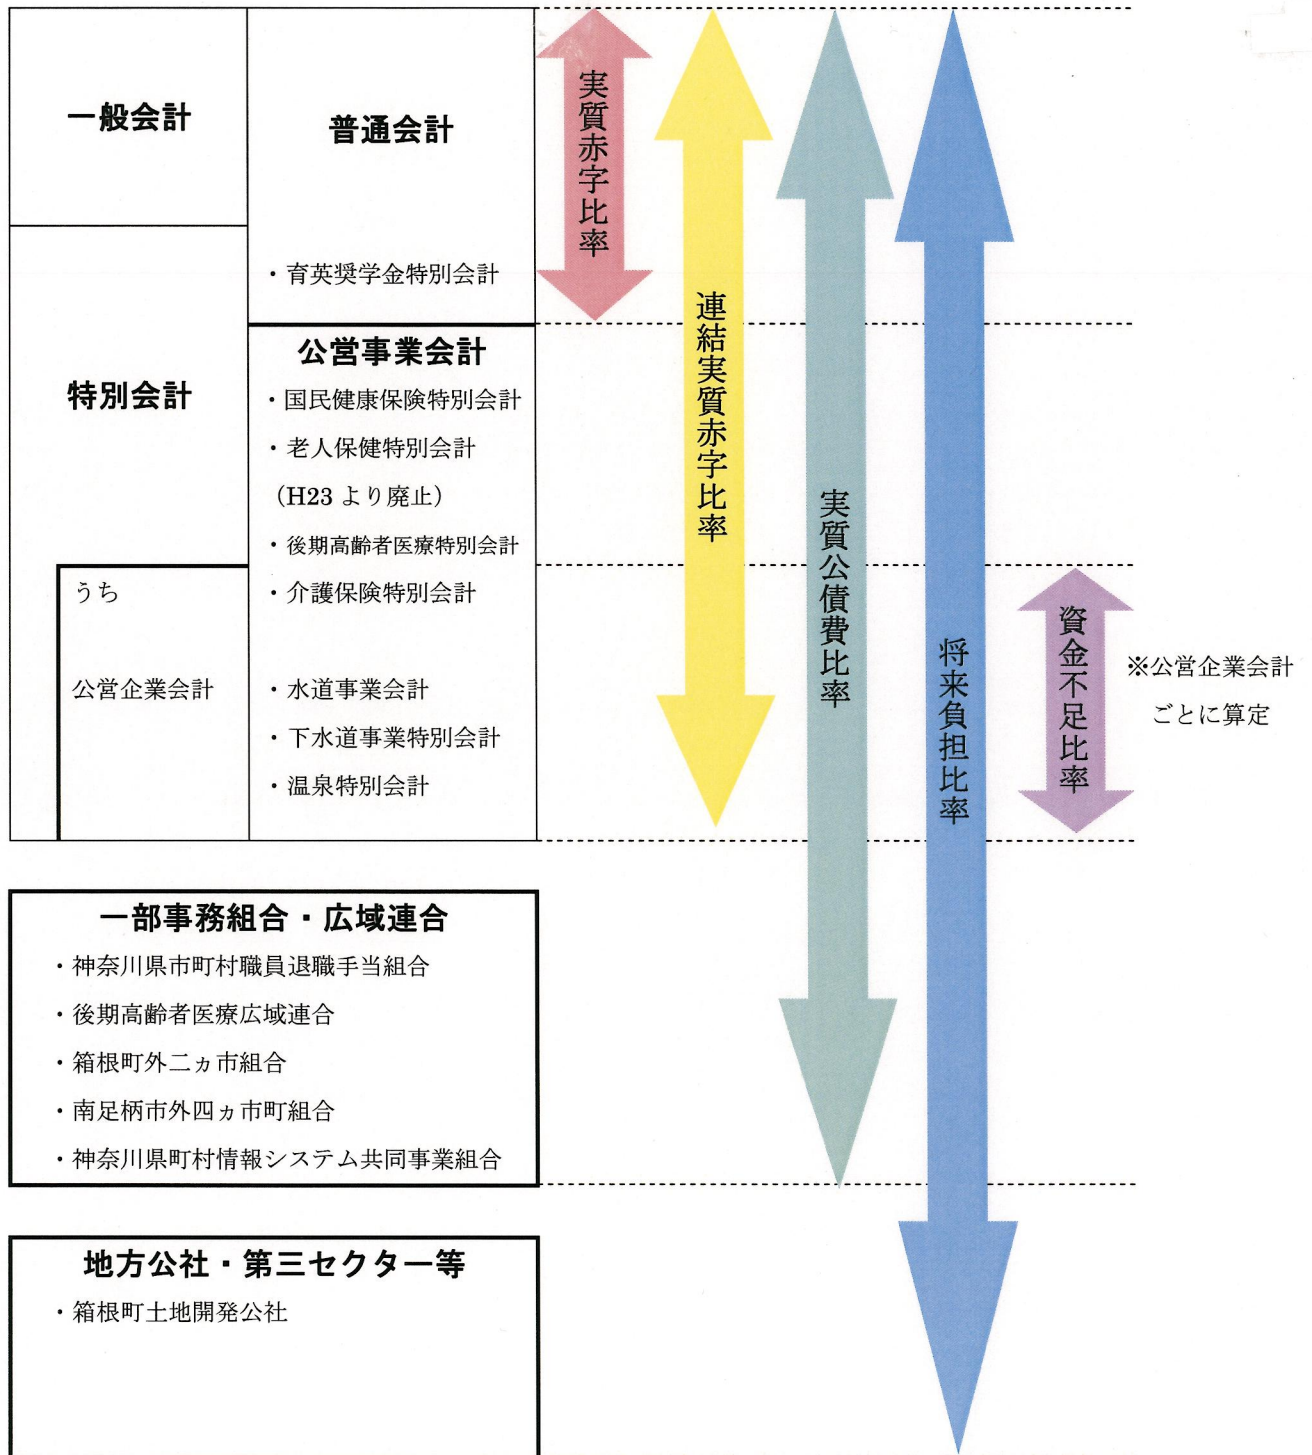 一般会計
普通会計
・育英奨学金特別会計
特別会計
公営事業会計
・国民健康保険特別会計
・老人保健特別会計
（H23 より廃止）
・後期高齢者医療特別会計
・介護保険特別会計
うち
公営企業会計
・水道事業会計
・下水道事業特別会計
・温泉特別会計
実質赤字比率
連結実質赤字比率
実質公債費比率
将来負担比率
資金不足比率
※公営企業会計
ごとに算定
一部事務組合・広域連合
・神奈川県市町村職員退職手当組合
・後期高齢者医療広域連合
・箱根町外二ヵ市組合
・南足柄市外四ヵ市町組合
・神奈川県町村情報システム共同事業組合
地方公社・第三セクター等
・箱根町土地開発公社